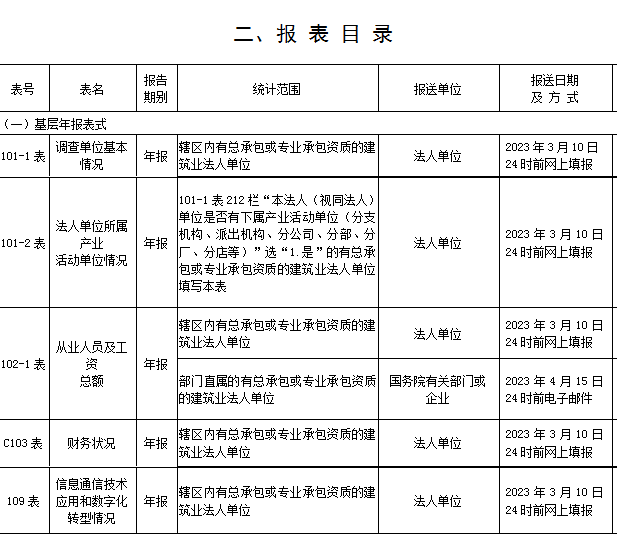 二、报 表 目 录
表号
表名
报告
期别
统计范围
报送单位
报送日期
及 方 式
（一）基层年报表式
101-1 表
调查单位基本
情况
年报
辖区内有总承包或专业承包资质的建
筑业法人单位
法人单位
2023 年 3 月 10 日
24 时前网上填报
101-2 表
法人单位所属
产业
活动单位情况
年报
101-1 表 212 栏“本法人（视同法人）
单位是否有下属产业活动单位（分支
机构、派出机构、分公司、分部、分
厂、分店等）”选“1.是”的有总承
包或专业承包资质的建筑业法人单位
填写本表
法人单位
2023 年 3 月 10 日
24 时前网上填报
102-1 表
从业人员及工
资
总额
年报
辖区内有总承包或专业承包资质的建
筑业法人单位
法人单位
2023 年 3 月 10 日
24 时前网上填报
部门直属的有总承包或专业承包资质
的建筑业法人单位
国务院有关部门或
企业
2023 年 4 月 15 日
24 时前电子邮件
C103 表
财务状况
年报
辖区内有总承包或专业承包资质的建
筑业法人单位
法人单位
2023 年 3 月 10 日
24 时前网上填报
109 表
信息通信技术
应用和数字化
转型情况
年报
辖区内有总承包或专业承包资质的建
筑业法人单位
法人单位
2023 年 3 月 10 日
24 时前网上填报